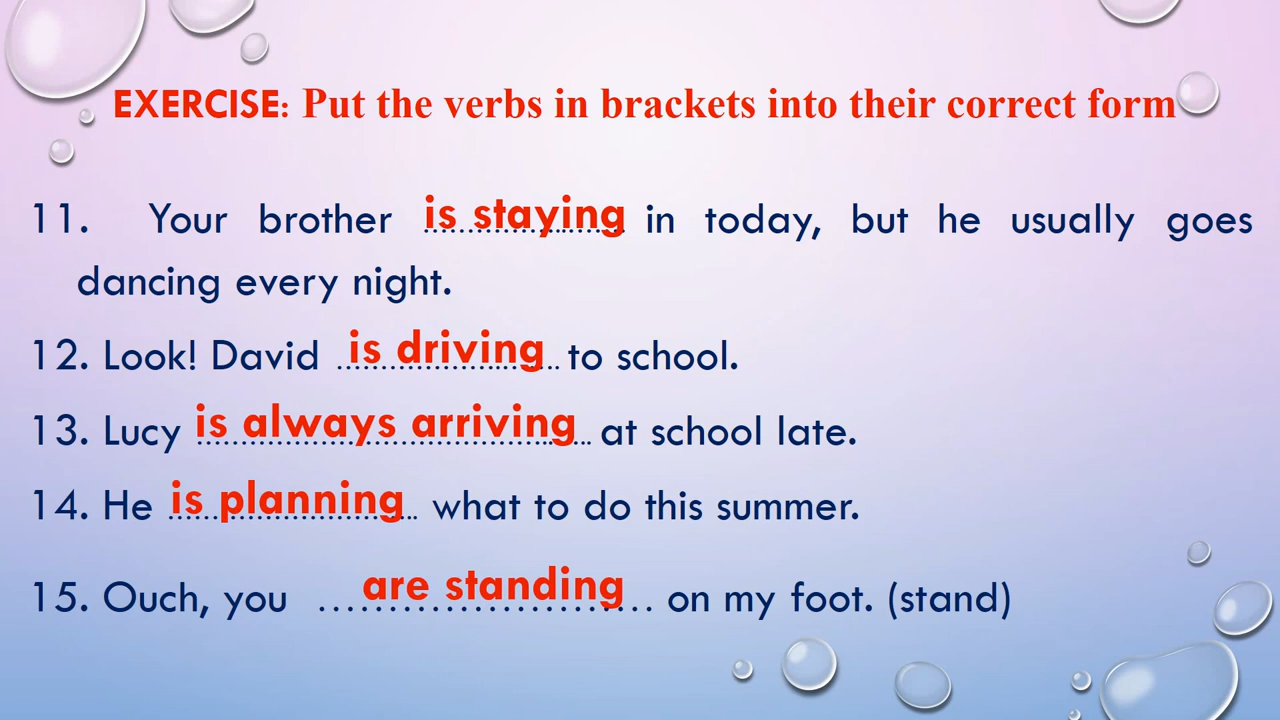 EXERCISE: Put the verbs in brackets into their correct form
11. Your brother is staying in today, but he usually goes
dancing every night.
12. Look! David is driving to school.
13. Lucy is always arriving at school late.
14. He is planning what to do this summer.
15. Ouch, you are standing on my foot. (stand)